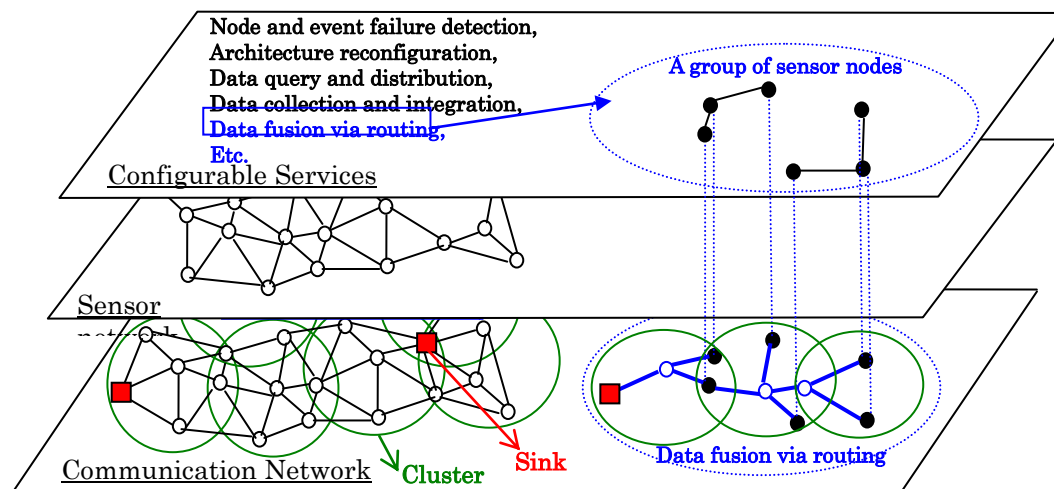 Node and event failure detection,
Architecture reconfiguration,
Data query and distribution,
Data collection and integration,
Data fusion via routing,
Etc.
Configurable Services
A group of sensor nodes
Sensor
Communication Network
Cluster
Sink
Data fusion via routing